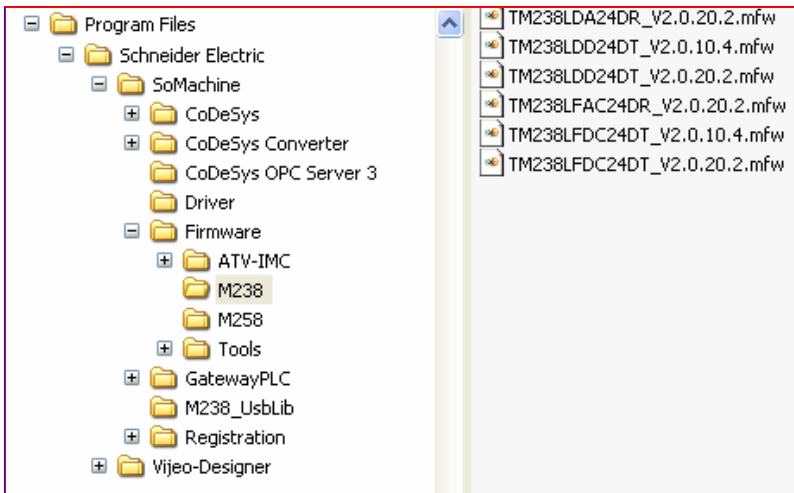 Program Files
Schneider Electric
SoMachine
CoDeSys
CoDeSys Converter
CoDeSys OPC Server 3
Driver
Firmware
ATV-IMC
M238
M258
Tools
GatewayPLC
M238_UsbLib
Registration
Vijeo-Designer
TM238LDA24DR_V2.0.20.2.mfw
TM238LDD24DT_V2.0.10.4.mfw
TM238LDD24DT_V2.0.20.2.mfw
TM238LFAC24DR_V2.0.20.2.mfw
TM238LFDC24DT_V2.0.10.4.mfw
TM238LFDC24DT_V2.0.20.2.mfw